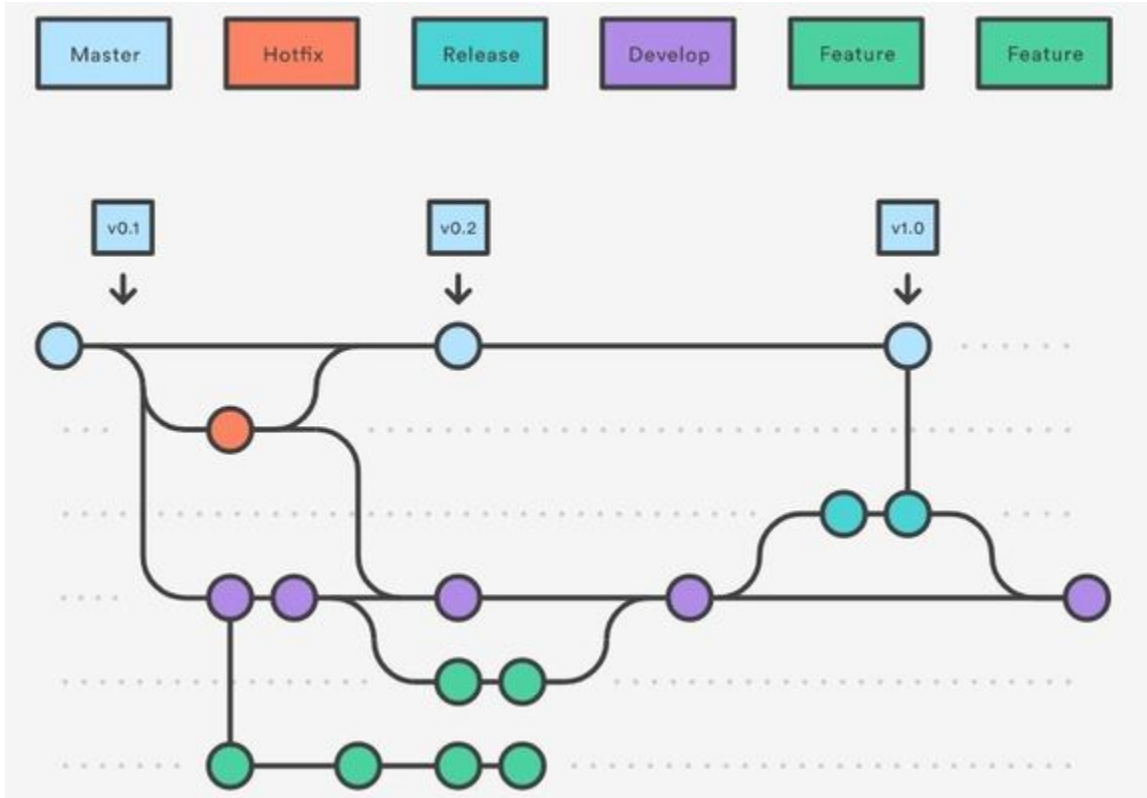 Master
Hotfix
Release
Develop
Feature
Feature
v0.1
v0.2
v1.0